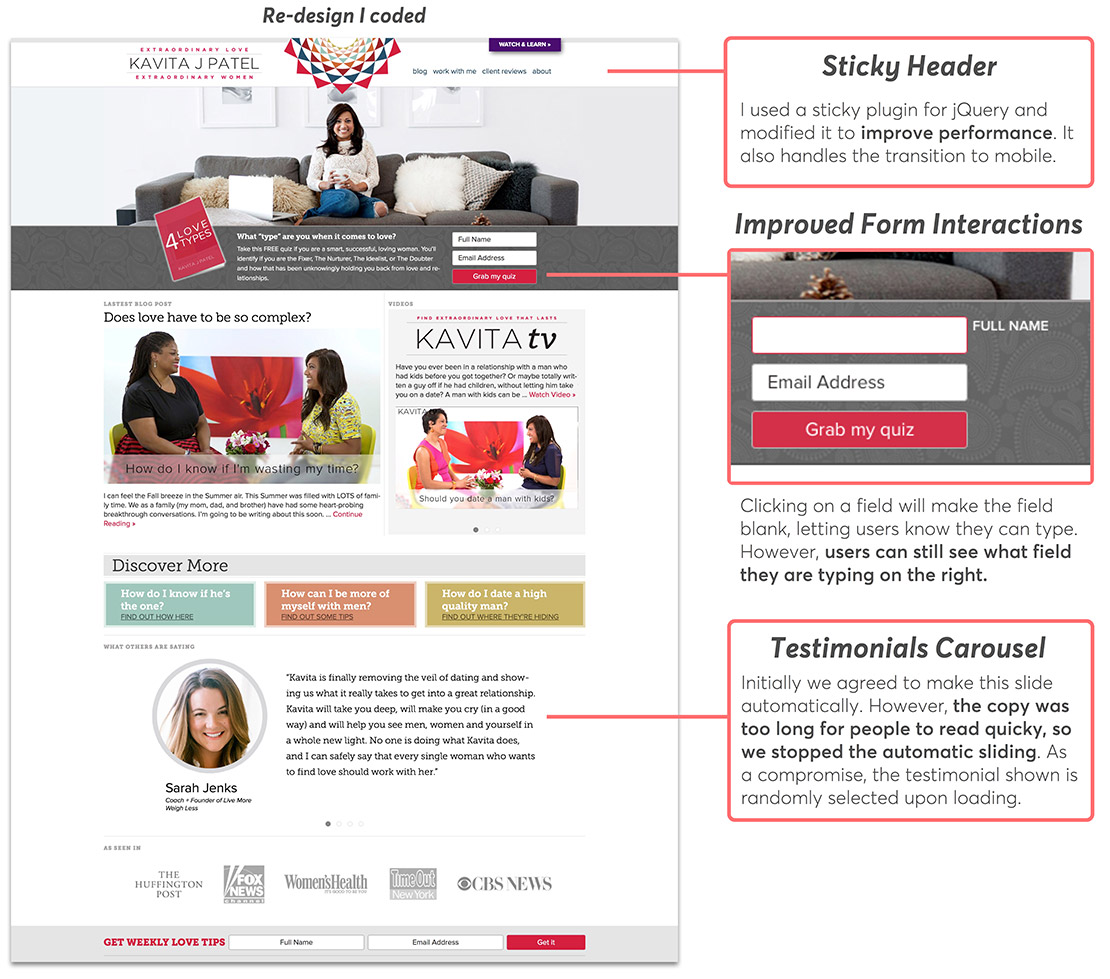 Re-design I coded
EXTRAORDINARY LOVE
KAVITA J PATEL
EXTRAORDINARY WOMEN
WATCH & LEARN »
blog work with me client reviews about
4 LOVE
TYPES
KAVITA J PATEL
What "type" are you when it comes to love?
Take this FREE quiz if you are a smart, successful, loving woman. You'll
Identify if you are the Fixer, The Nurturer, The Idealist, or The Doubter
and how that has been unknowingly holding you back from love and re-
lationships.
Full Name
Email Address
Grab my quiz
LASTEST BLOG POST
Does love have to be so complex?
How do I know if I'm wasting my time?
I can feel the Fall breeze in the Summer air. This Summer was filled with LOTS of fami-
ly time. We as a family (my mom, dad, and brother) have had some heart-probing
breakthrough conversations. I'm going to be writing about this soon. ... Continue
Reading »
VIDEOS
FIND EXTRAORDINARY LOVE THAT LASTS
KAVITA tv
Have you ever been in a relationship with a man who
had kids before you got together? Or maybe totally writ-
ten a guy off if he had children, without letting him take
you on a date? A man with kids can be ... Watch Video »
KAVITA
Should you date a man with kids?
Discover More
How do I know if he's
the one?
FIND OUT HOW HERE
How can I be more of
myself with men?
FIND OUT SOME TIPS
How do I date a high
quality man?
FIND OUT WHERE THEY'RE HIDING
WHAT OTHERS ARE SAYING
Sarah Jenks
Coach + Founder of Live More
Weigh Less
"Kavita is finally removing the veil of dating and show-
ing us what it really takes to get into a great relationship.
Kavita will take you deep, will make you cry (in a good
way) and will help you see men, women and yourself in
a whole new light. No one is doing what Kavita does,
and I can safely say that every single woman who wants
to find love should work with her."
AS SEEN IN
THE
HUFFINGTON
POST
FOX
NEWS
channel
Women'sHealth
IT'S GOOD TO BE YOU
TimeOut
New York
CBS NEWS
GET WEEKLY LOVE TIPS
Full Name
Email Address
Get it
Sticky Header
I used a sticky plugin for jQuery and
modified it to improve performance. It
also handles the transition to mobile.
Improved Form Interactions
FULL NAME
Email Address
Grab my quiz
Clicking on a field will make the field
blank, letting users know they can type.
However, users can still see what field
they are typing on the right.
Testimonials Carousel
Initially we agreed to make this slide
automatically. However, the copy was
too long for people to read quicky, so
we stopped the automatic sliding. As
a compromise, the testimonial shown is
randomly selected upon loading.